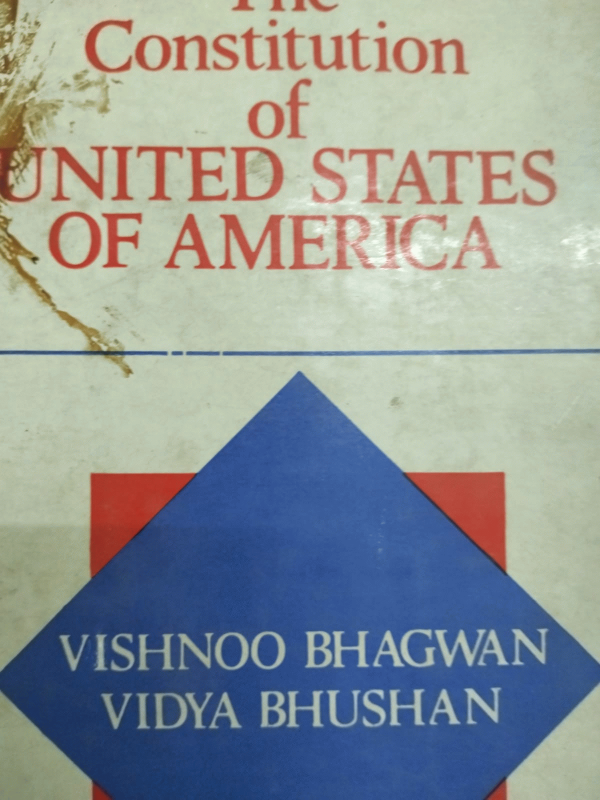 The
Constitution
of
UNITED STATES
OF AMERICA
VISHNOO BHAGWAN
VIDYA BHUSHAN